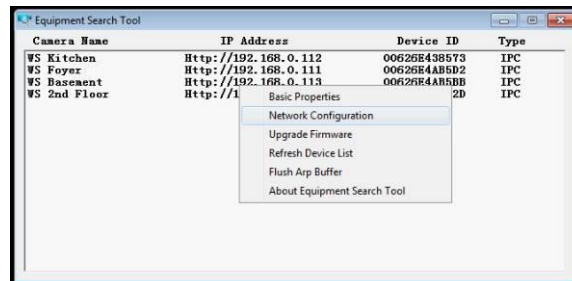 Equipment Search Tool
Camera Name IP Address Device ID Type
WS Kitchen Http://192.168.0.112 00626E438573 IPC
WS Foyer Http://192.168.0.111 00626E4AB5D2 IPC
WS Basement Http://192.168.0.113 00626E4AB5BB IPC
WS 2nd Floor Http://1 2D IPC
Basic Properties
Network Configuration
Upgrade Firmware
Refresh Device List
Flush Arp Buffer
About Equipment Search Tool